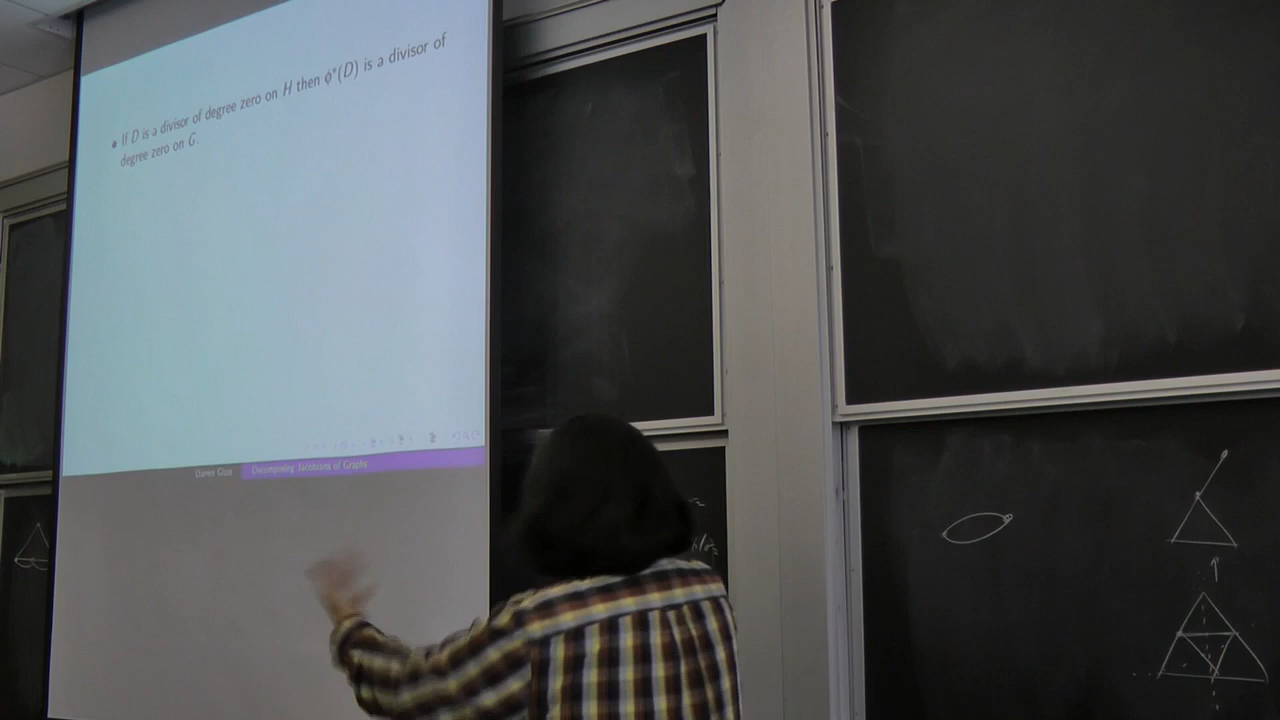 • If D is a divisor of degree zero on H then ϕ*(D) is a divisor of
degree zero on G.
Darren Glass
Decomposing Jacobians of Graphs